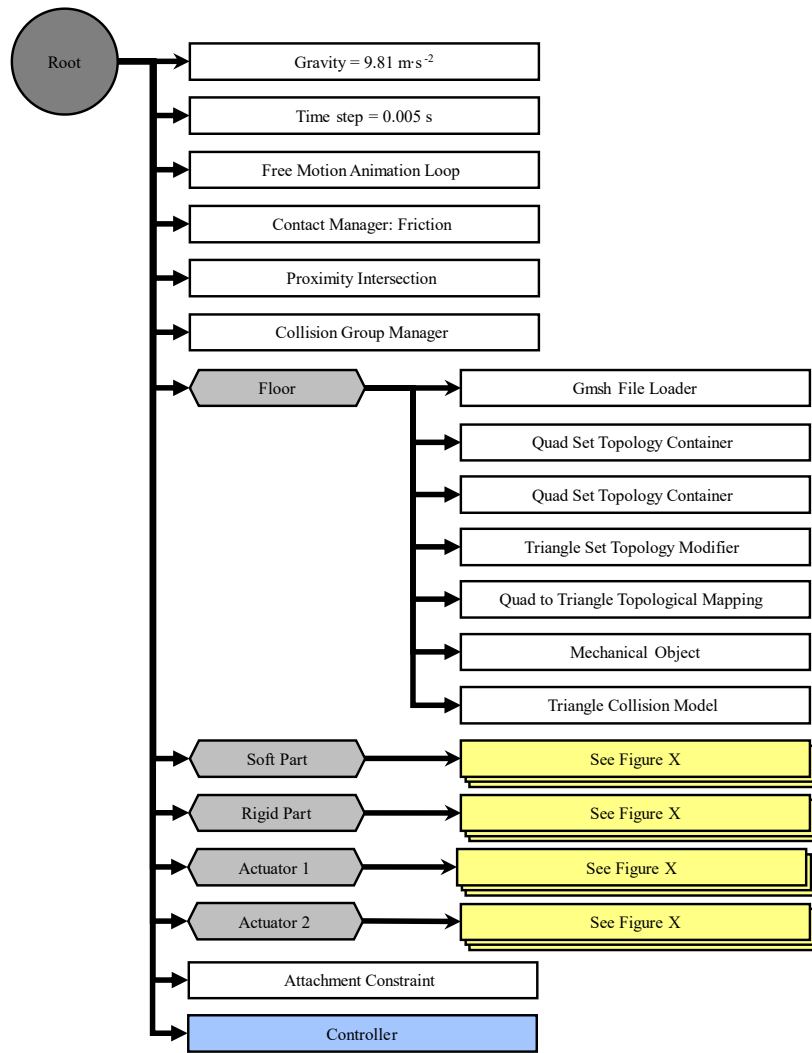 Root
Gravity = 9.81 m·s⁻²
Time step = 0.005 s
Free Motion Animation Loop
Contact Manager: Friction
Proximity Intersection
Collision Group Manager
Floor
Gmsh File Loader
Quad Set Topology Container
Quad Set Topology Container
Triangle Set Topology Modifier
Quad to Triangle Topological Mapping
Mechanical Object
Triangle Collision Model
Soft Part
See Figure X
Rigid Part
See Figure X
Actuator 1
See Figure X
Actuator 2
See Figure X
Attachment Constraint
Controller